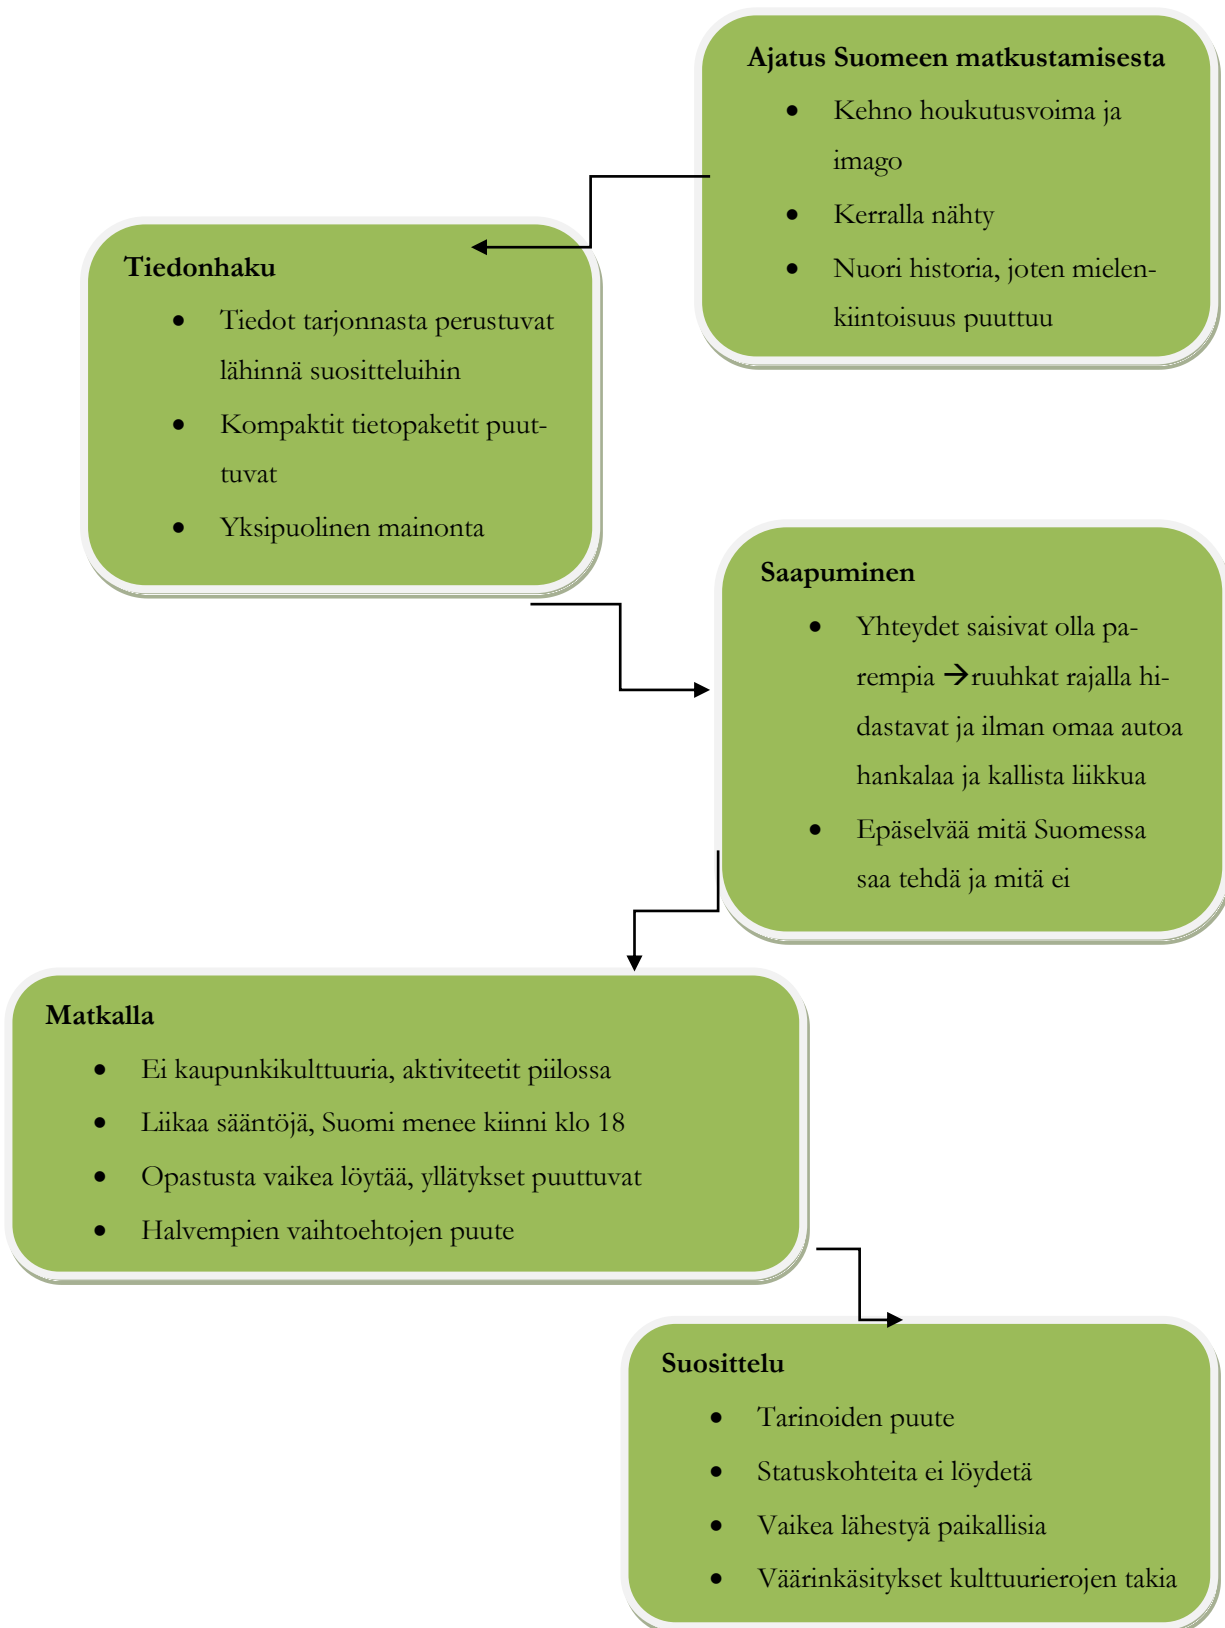 Ajatus Suomeen matkustamisesta
• Kehno houkutusvoima ja
imago
• Kerralla nähty
• Nuori historia, joten mielen-
kiintoisuus puuttuu
Tiedonhaku
• Tiedot tarjonnasta perustuvat
lähinnä suositteluihin
• Kompaktit tietopaketit puut-
tuvat
• Yksipuolinen mainonta
Saapuminen
• Yhteydet saisivat olla pa-
rempia →ruuhkat rajalla hi-
dastavat ja ilman omaa autoa
hankalaa ja kallista liikkua
• Epäselvää mitä Suomessa
saa tehdä ja mitä ei
Matkalla
• Ei kaupunkikulttuuria, aktiviteetit piilossa
• Liikaa sääntöjä, Suomi menee kiinni klo 18
• Opastusta vaikea löytää, yllätykset puuttuvat
• Halvempien vaihtoehtojen puute
Suosittelu
• Tarinoiden puute
• Statuskohteita ei löydetä
• Vaikea lähestyä paikallisia
• Väärinkäsitykset kulttuurierojen takia